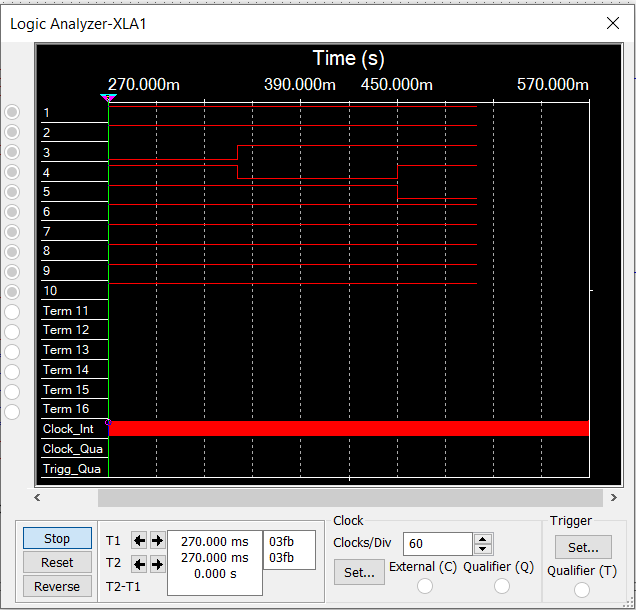 Logic Analyzer-XLA1
Time (s)
270.000m 390.000m 450.000m 570.000m
1
2
3
4
5
6
7
8
9
10
Term 11
Term 12
Term 13
Term 14
Term 15
Term 16
Clock_Int
Clock_Qua
Trigg_Qua
Stop
Reset
Reverse
T1 270.000 ms 03fb
T2 270.000 ms 03fb
T2-T1 0.000 s
Clock
Clocks/Div 60
Set...
External (C) Qualifier (Q)
Trigger
Set...
Qualifier (T)